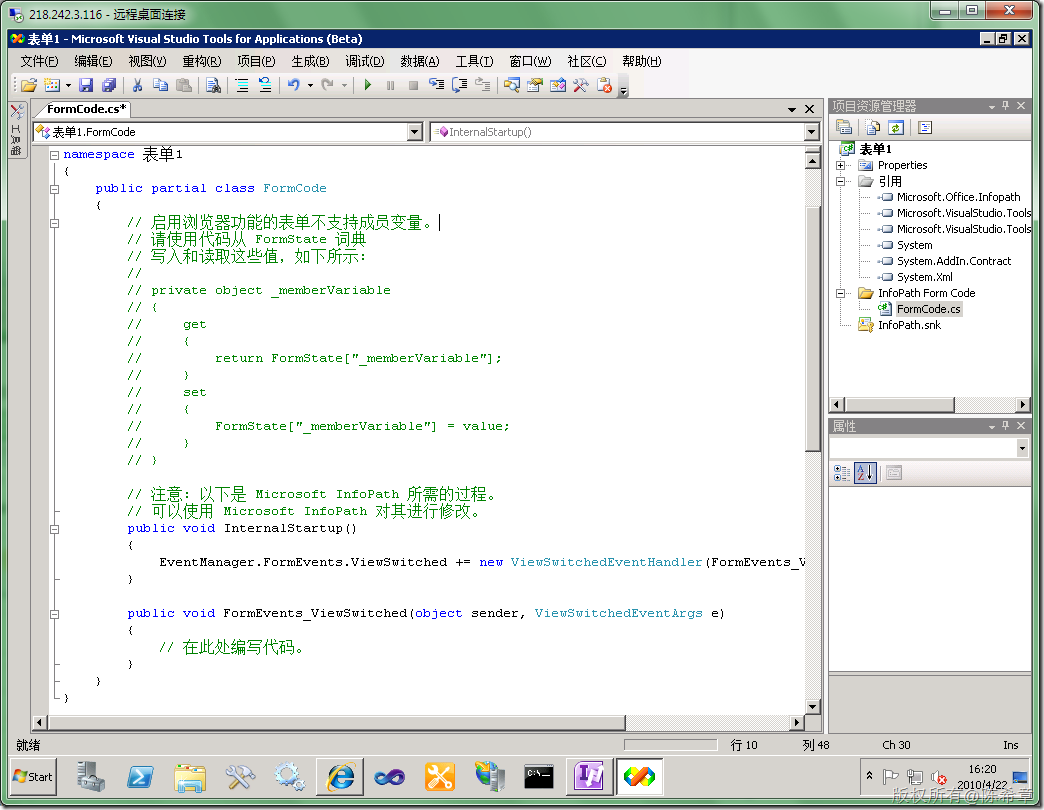 218.242.3.116 - 远程桌面连接
表单1 - Microsoft Visual Studio Tools for Applications (Beta)
文件(F) 编辑(E) 视图(V) 重构(R) 项目(P) 生成(B) 调试(D) 数据(A) 工具(T) 窗口(W) 社区(C) 帮助(H)
工具箱
FormCode.cs*
表单1.FormCode
InternalStartup()
namespace 表单1
{
public partial class FormCode
{
// 启用浏览器功能的表单不支持成员变量。
// 请使用代码从 FormState 词典
// 写入和读取这些值，如下所示：
//
// private object _memberVariable
// {
// get
// {
// return FormState["_memberVariable"];
// }
// set
// {
// FormState["_memberVariable"] = value;
// }
// }
// 注意：以下是 Microsoft InfoPath 所需的过程。
// 可以使用 Microsoft InfoPath 对其进行修改。
public void InternalStartup()
{
EventManager.FormEvents.ViewSwitched += new ViewSwitchedEventHandler(FormEvents_V
}
public void FormEvents_ViewSwitched(object sender, ViewSwitchedEventArgs e)
{
// 在此处编写代码。
}
}
}
项目资源管理器
表单1
Properties
引用
Microsoft.Office.Infopath
Microsoft.VisualStudio.Tools
Microsoft.VisualStudio.Tools
System
System.AddIn.Contract
System.Xml
InfoPath Form Code
FormCode.cs
InfoPath.snk
属性
就绪
行 10 列 48 Ch 30 Ins
Start
16:20
2010/4/22
版权所有@陈希章